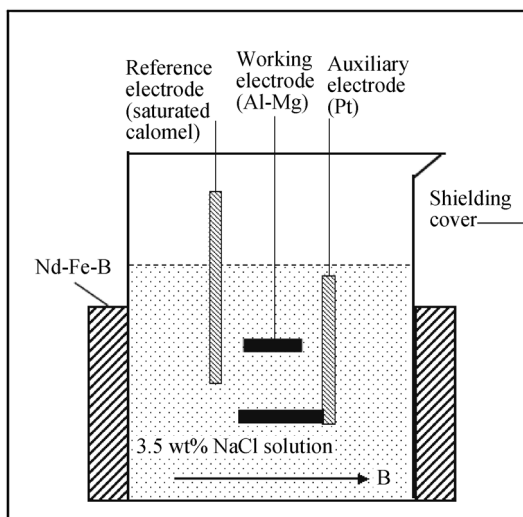 Reference
electrode
(saturated
calomel)
Working
electrode
(Al-Mg)
Auxiliary
electrode
(Pt)
Shielding
cover
Nd-Fe-B
3.5 wt% NaCl solution
B